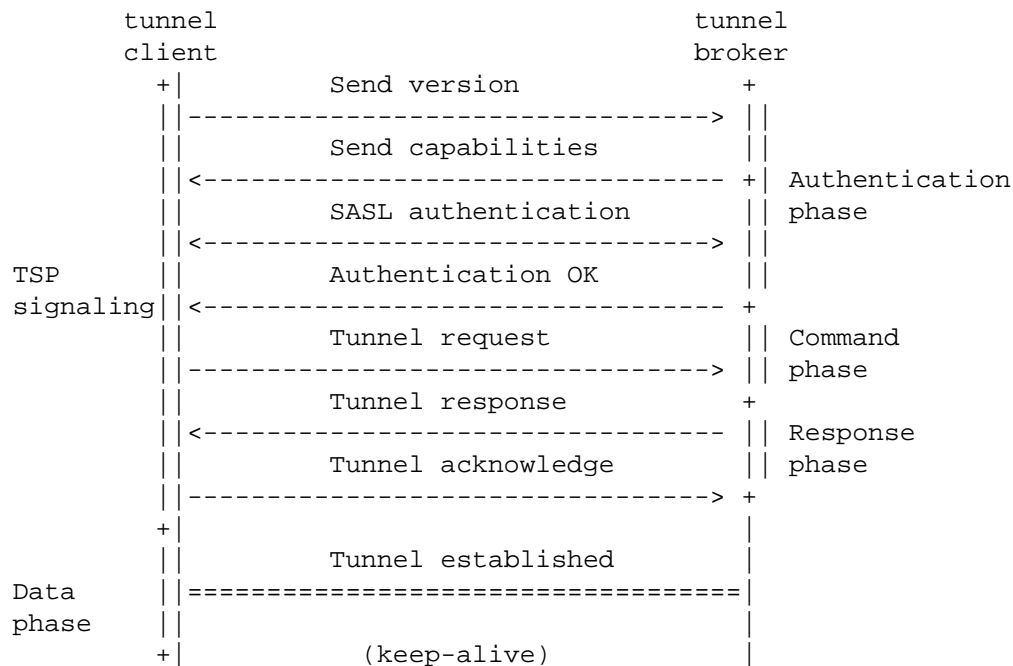 tunnel tunnel
client broker
+| Send version +
||---------------------------------> ||
|| Send capabilities ||
||<--------------------------------- +| Authentication
|| SASL authentication || phase
||<--------------------------------> ||
TSP || Authentication OK ||
signaling||<--------------------------------- +
|| Tunnel request || Command
||---------------------------------> || phase
|| Tunnel response +
||<--------------------------------- || Response
|| Tunnel acknowledge || phase
||---------------------------------> +
+| |
|| Tunnel established |
Data ||===================================|
phase || |
+| (keep-alive) |